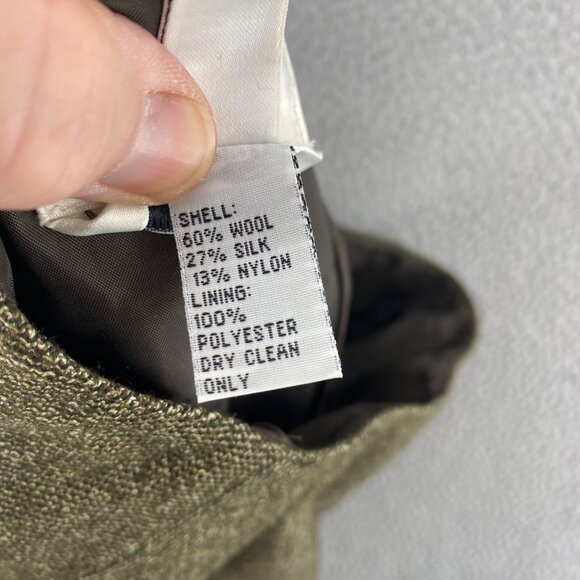 SHELL:
60% WOOL
27% SILK
13% NYLON
LINING:
100%
POLYESTER
DRY CLEAN
ONLY